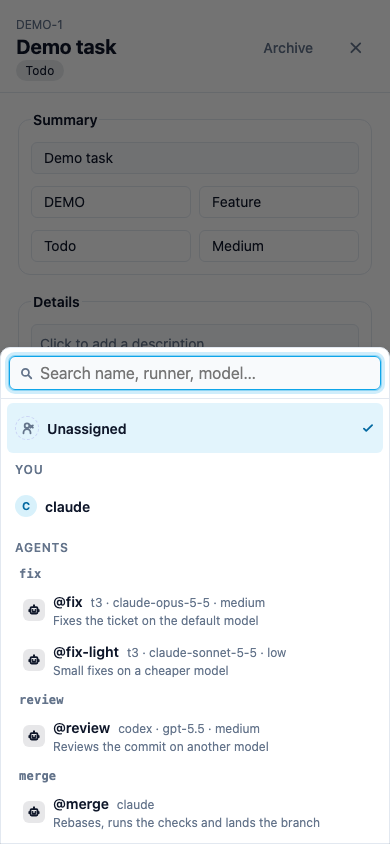 DEMO-1
Demo task
Archive
Todo
Summary
Demo task
DEMO
Feature
Todo
Medium
Details
Click to add a description
Search name, runner, model...
Unassigned
YOU
C claude
AGENTS
fix
@fix t3 · claude-opus-5-5 · medium
Fixes the ticket on the default model
@fix-light t3 · claude-sonnet-5-5 · low
Small fixes on a cheaper model
review
@review codex · gpt-5.5 · medium
Reviews the commit on another model
merge
@merge claude
Rebases, runs the checks and lands the branch